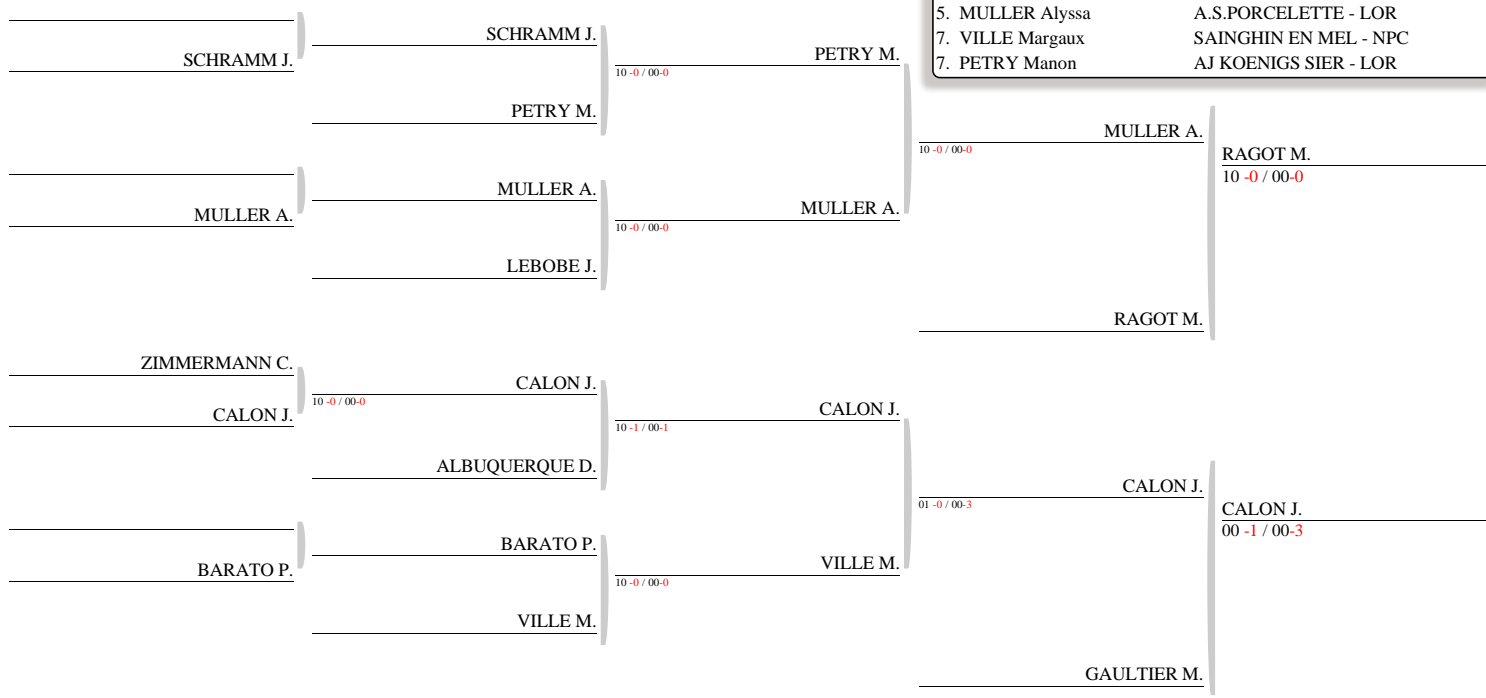 5. MULLER Alyssa A.S.PORCELETTE - LOR
7. VILLE Margaux SAINGHIN EN MEL - NPC
7. PETRY Manon AJ KOENIGS SIER - LOR
SCHRAMM J.
SCHRAMM J.
PETRY M.
10 -0 / 00-0
PETRY M.
MULLER A.
10 -0 / 00-0
RAGOT M.
10 -0 / 00-0
MULLER A.
MULLER A.
MULLER A.
10 -0 / 00-0
LEBOBE J.
RAGOT M.
ZIMMERMANN C.
CALON J.
10 -0 / 00-0
CALON J.
CALON J.
10 -1 / 00-1
ALBUQUERQUE D.
CALON J.
01 -0 / 00-3
CALON J.
00 -1 / 00-3
BARATO P.
BARATO P.
VILLE M.
10 -0 / 00-0
VILLE M.
GAULTIER M.